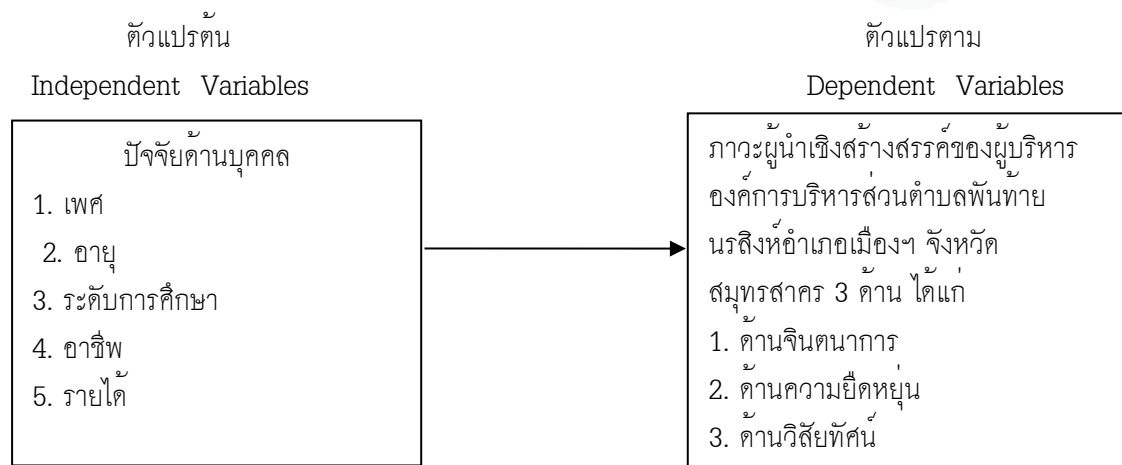 ตัวแปรต้น
Independent Variables
ปัจจัยด้านบุคคล
1. เพศ
2. อายุ
3. ระดับการศึกษา
4. อาชีพ
5. รายได้
ตัวแปรตาม
Dependent Variables
ภาวะผู้นำเชิงสร้างสรรค์ของผู้บริหาร
องค์การบริหารส่วนตำบลพันท้าย
นรสิงห์อำเภอเมืองฯ จังหวัด
สมุทรสาคร 3 ด้าน ได้แก่
1. ด้านจินตนาการ
2. ด้านความยืดหยุ่น
3. ด้านวิสัยทัศน์